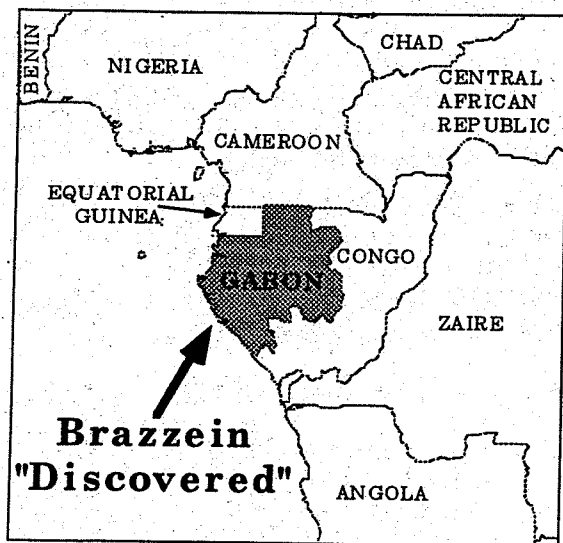 BENIN
NIGERIA
CHAD
CENTRAL
AFRICAN
REPUBLIC
CAMEROON
EQUATORIAL
GUINEA
CONGO
GABON
ZAIRE
Brazzein
"Discovered"
ANGOLA